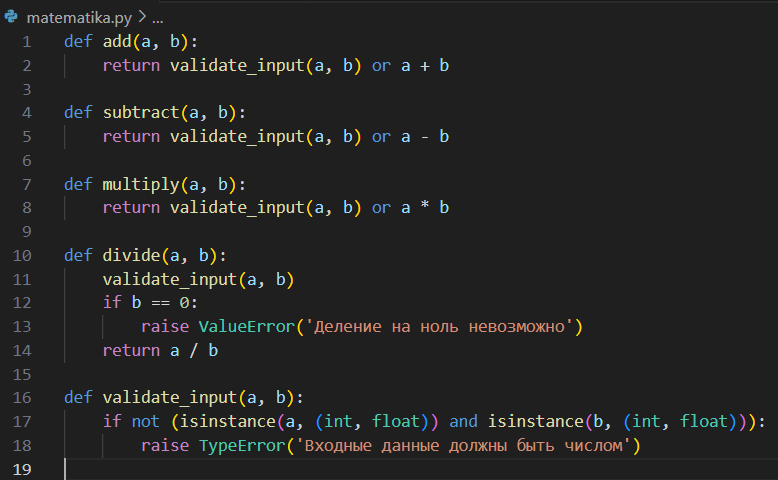 matematika.py > ...
1 def add(a, b):
2     return validate_input(a, b) or a + b
3
4 def subtract(a, b):
5     return validate_input(a, b) or a - b
6
7 def multiply(a, b):
8     return validate_input(a, b) or a * b
9
10 def divide(a, b):
11     validate_input(a, b)
12     if b == 0:
13         raise ValueError('Деление на ноль невозможно')
14     return a / b
15
16 def validate_input(a, b):
17     if not (isinstance(a, (int, float)) and isinstance(b, (int, float))):
18         raise TypeError('Входные данные должны быть числом')
19